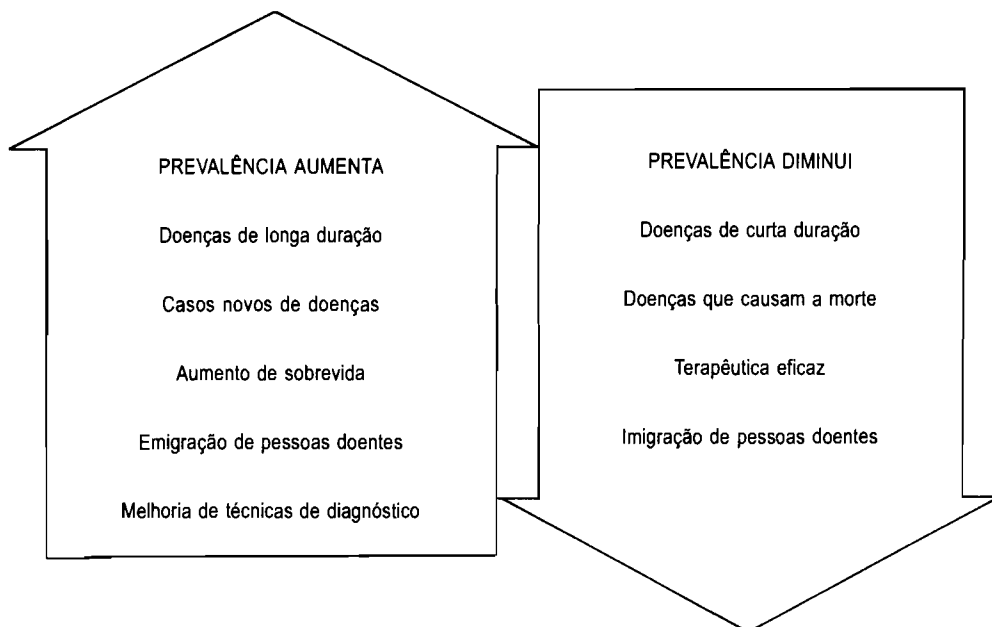 PREVALÊNCIA AUMENTA
Doenças de longa duração
Casos novos de doenças
Aumento de sobrevida
Emigração de pessoas doentes
Melhoria de técnicas de diagnóstico
PREVALÊNCIA DIMINUI
Doenças de curta duração
Doenças que causam a morte
Terapêutica eficaz
Imigração de pessoas doentes